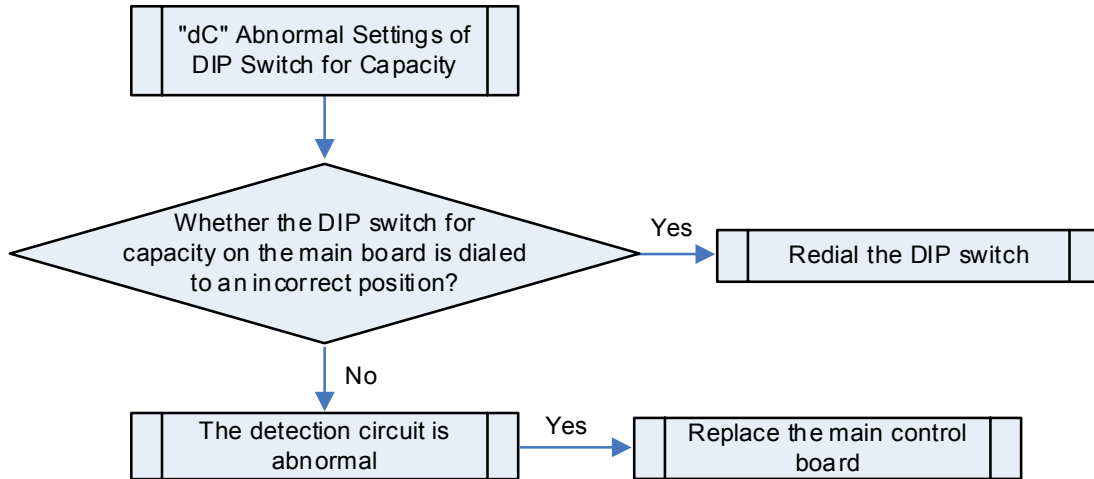 "dC" Abnormal Settings of
DIP Switch for Capacity
Whether the DIP switch for
capacity on the main board is dialed
to an incorrect position?
Yes
Redial the DIP switch
No
The detection circuit is
abnormal
Yes
Replace the main control
board